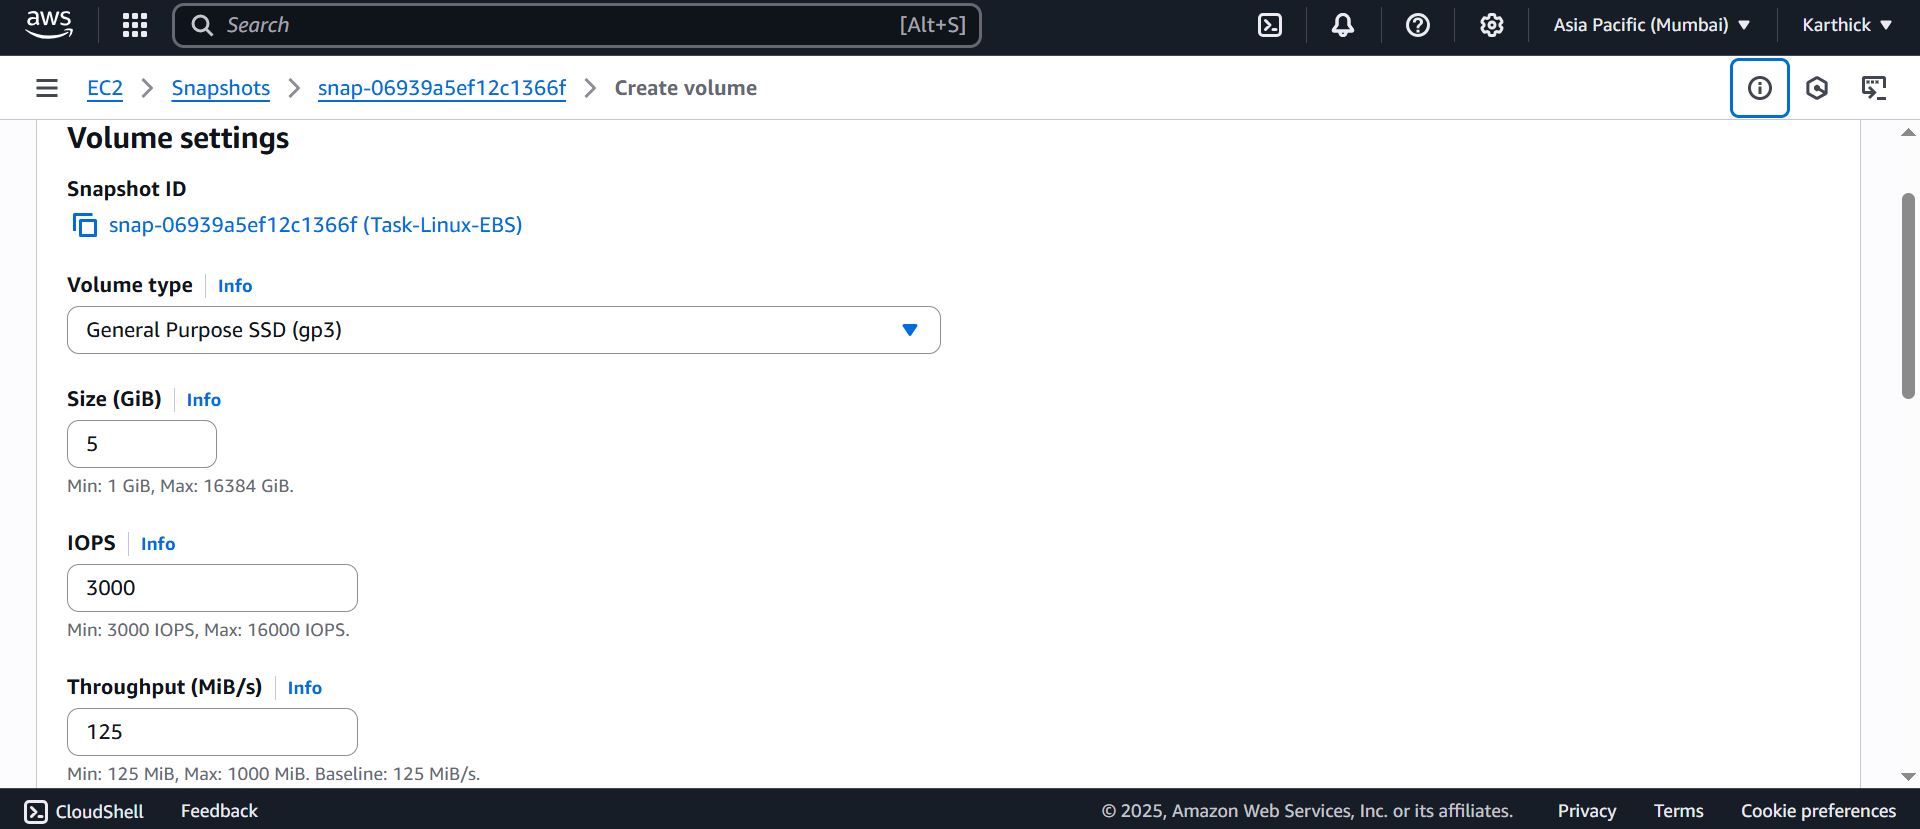 aws
Search [Alt+S]
Asia Pacific (Mumbai)
Karthick
EC2 > Snapshots > snap-06939a5ef12c1366f > Create volume
Volume settings
Snapshot ID
snap-06939a5ef12c1366f (Task-Linux-EBS)
Volume type Info
General Purpose SSD (gp3)
Size (GiB) Info
5
Min: 1 GiB, Max: 16384 GiB.
IOPS Info
3000
Min: 3000 IOPS, Max: 16000 IOPS.
Throughput (MiB/s) Info
125
Min: 125 MiB, Max: 1000 MiB. Baseline: 125 MiB/s.
CloudShell Feedback © 2025, Amazon Web Services, Inc. or its affiliates. Privacy Terms Cookie preferences